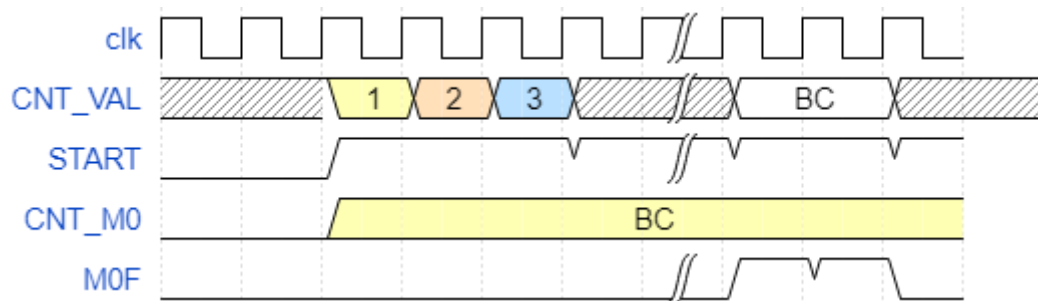 clk
CNT_VAL 1 2 3 BC
START
CNT_M0 BC
M0F